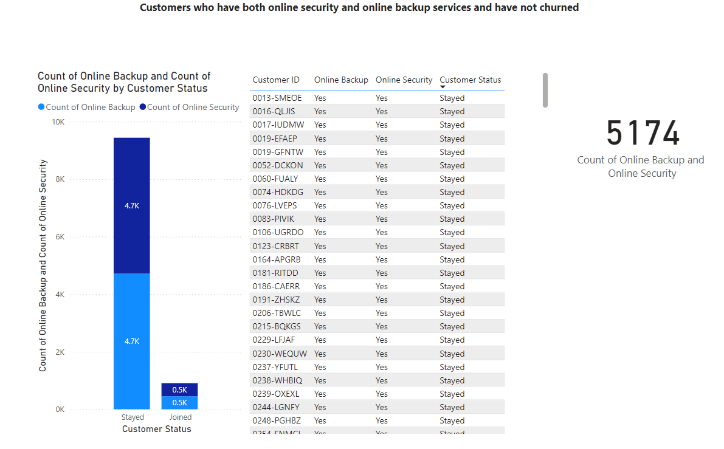 Customers who have both online security and online backup services and have not churned
Count of Online Backup and Count of
Online Security by Customer Status
Count of Online Backup Count of Online Security
Count of Online Backup and Count of Online Security
10K
8K
6K
4K
2K
0K
4.7K
4.7K
0.5K
0.5K
Stayed Joined
Customer Status
Customer ID Online Backup Online Security Customer Status
0013-SMEOE Yes Yes Stayed
0016-QLJIS Yes Yes Stayed
0017-IUDMW Yes Yes Stayed
0019-EFAEP Yes Yes Stayed
0019-GFNTW Yes Yes Stayed
0052-DCKON Yes Yes Stayed
0060-FUALY Yes Yes Stayed
0074-HDKDG Yes Yes Stayed
0076-LVEPS Yes Yes Stayed
0083-PIVIK Yes Yes Stayed
0106-UGRDO Yes Yes Stayed
0123-CRBRT Yes Yes Stayed
0164-APGRB Yes Yes Stayed
0181-RITDD Yes Yes Stayed
0186-CAERR Yes Yes Stayed
0191-ZHSKZ Yes Yes Stayed
0206-TBWLC Yes Yes Stayed
0215-BQKGS Yes Yes Stayed
0229-LFJAF Yes Yes Stayed
0230-WEQUW Yes Yes Stayed
0237-YFUTL Yes Yes Stayed
0238-WHBIQ Yes Yes Stayed
0239-OXEXL Yes Yes Stayed
0244-LGNFY Yes Yes Stayed
0248-PGHBZ Yes Yes Stayed
Yes Yes Stayed
5174
Count of Online Backup and
Online Security